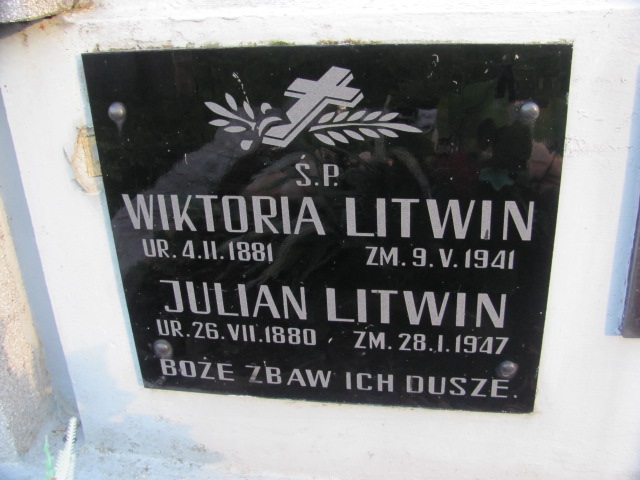 Ś.P.
WIKTORIA LITWIN
UR. 4.II.1881 ZM. 9.V.1941
JULIAN LITWIN
UR. 26.VII.1880 ZM. 28.I.1947
BOŻE ZBAW ICH DUSZE.